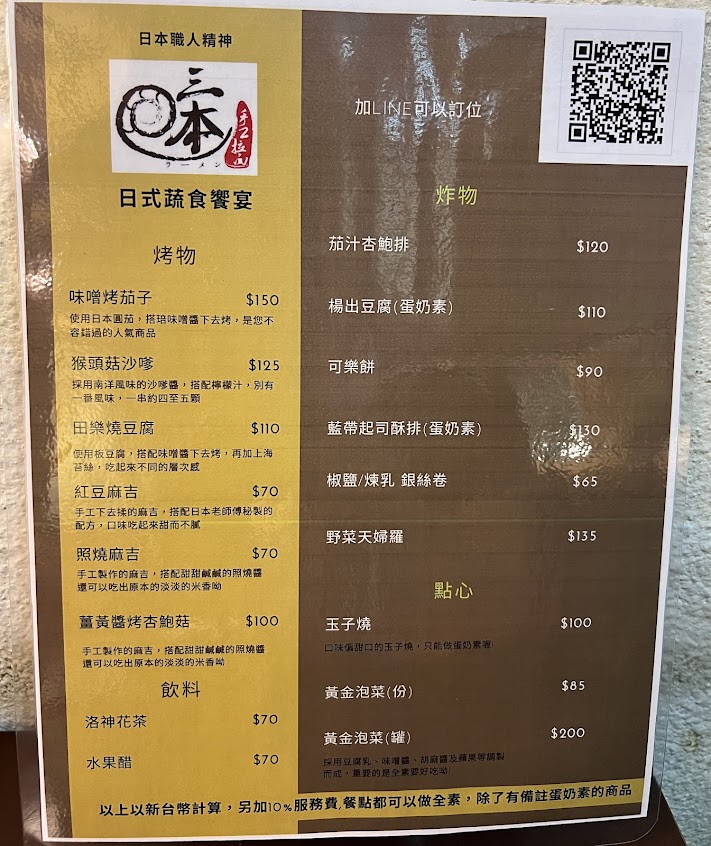 日本職人精神
三
味
本
手工拉麵
ラーメン
日式蔬食饗宴
烤物
味噌烤茄子 $150
使用日本圓茄，搭培味噌醬下去烤，是您不
容錯過的人氣商品
猴頭菇沙嗲 $125
採用南洋風味的沙嗲醬，搭配檸檬汁，別有
一番風味，一串約四至五顆
田樂燒豆腐 $110
使用板豆腐，搭配味噌醬下去烤，再加上海
苔絲，吃起來不同的層次感
紅豆麻吉 $70
手工下去揉的麻吉，搭配日本老師傅秘製的
配方，口味吃起來甜而不膩
照燒麻吉 $70
手工製作的麻吉，搭配甜甜鹹鹹的照燒醬
還可以吃出原本的淡淡的米香呦
薑黃醬烤杏鮑菇 $100
手工製作的麻吉，搭配甜甜鹹鹹的照燒醬
還可以吃出原本的淡淡的米香呦
飲料
洛神花茶 $70
水果醋 $70
加LINE可以訂位
炸物
茄汁杏鮑排 $120
楊出豆腐(蛋奶素) $110
可樂餅 $90
藍帶起司酥排(蛋奶素) $130
椒鹽/煉乳 銀絲卷 $65
野菜天婦羅 $135
點心
玉子燒 $100
口味偏甜口的玉子燒，只能做蛋奶素喔!
黃金泡菜(份) $85
黃金泡菜(罐) $200
採用豆腐乳、味噌醬、胡麻醬及蘋果等調製
而成，重要的是全素要好吃呦
以上以新台幣計算，另加10%服務費,餐點都可以做全素，除了有備註蛋奶素的商品